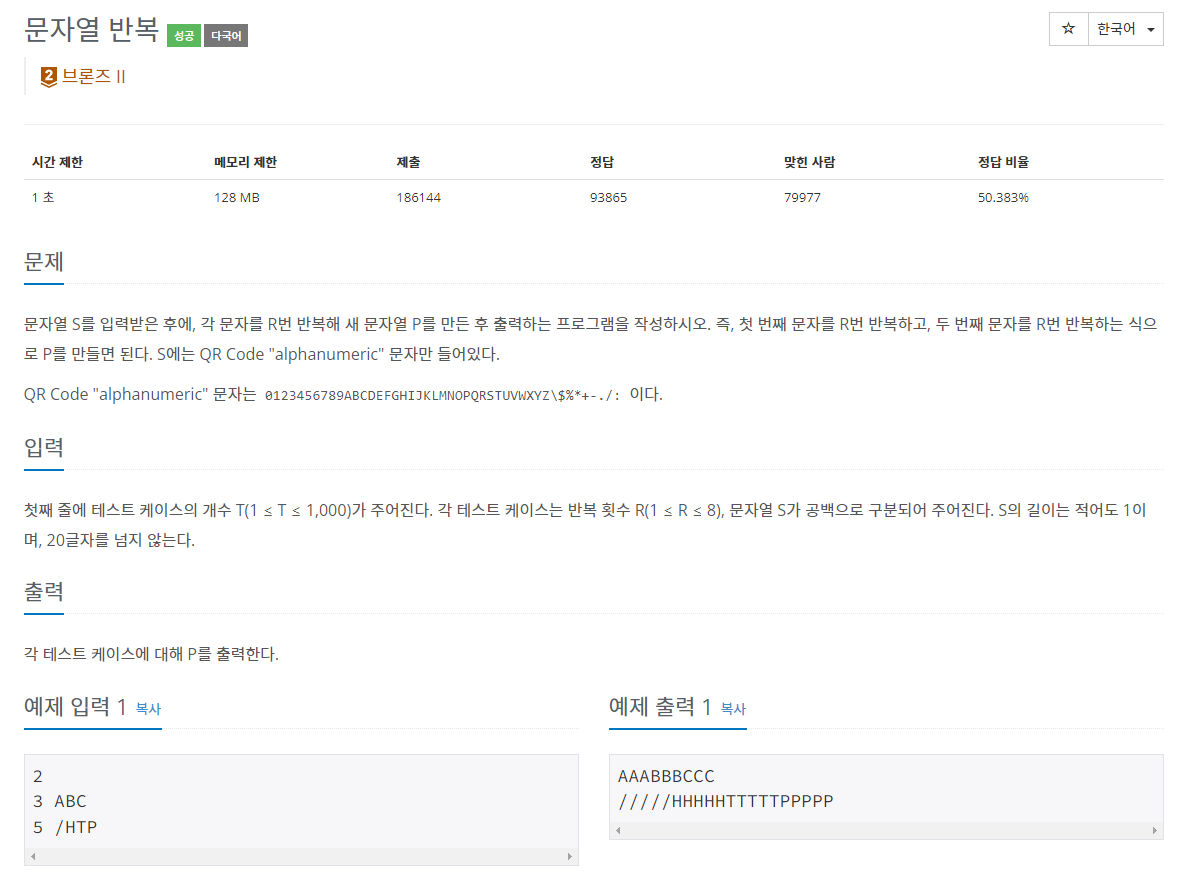 문자열 반복 성공 다국어 ☆ 한국어
2 브론즈 II
시간 제한 메모리 제한 제출 정답 맞힌 사람 정답 비율
1 초 128 MB 186144 93865 79977 50.383%
문제
문자열 S를 입력받은 후에, 각 문자를 R번 반복해 새 문자열 P를 만든 후 출력하는 프로그램을 작성하시오. 즉, 첫 번째 문자를 R번 반복하고, 두 번째 문자를 R번 반복하는 식으
로 P를 만들면 된다. S에는 QR Code "alphanumeric" 문자만 들어있다.
QR Code "alphanumeric" 문자는 0123456789ABCDEFGHIJKLMNOPQRSTUVWXYZ\$%*+-./: 이다.
입력
첫째 줄에 테스트 케이스의 개수 T(1 ≤ T ≤ 1,000)가 주어진다. 각 테스트 케이스는 반복 횟수 R(1 ≤ R ≤ 8), 문자열 S가 공백으로 구분되어 주어진다. S의 길이는 적어도 1이
며, 20글자를 넘지 않는다.
출력
각 테스트 케이스에 대해 P를 출력한다.
예제 입력 1 복사
2
3 ABC
5 /HTP
예제 출력 1 복사
AAABBBCCC
/////HHHHHTTTTTPPPPP